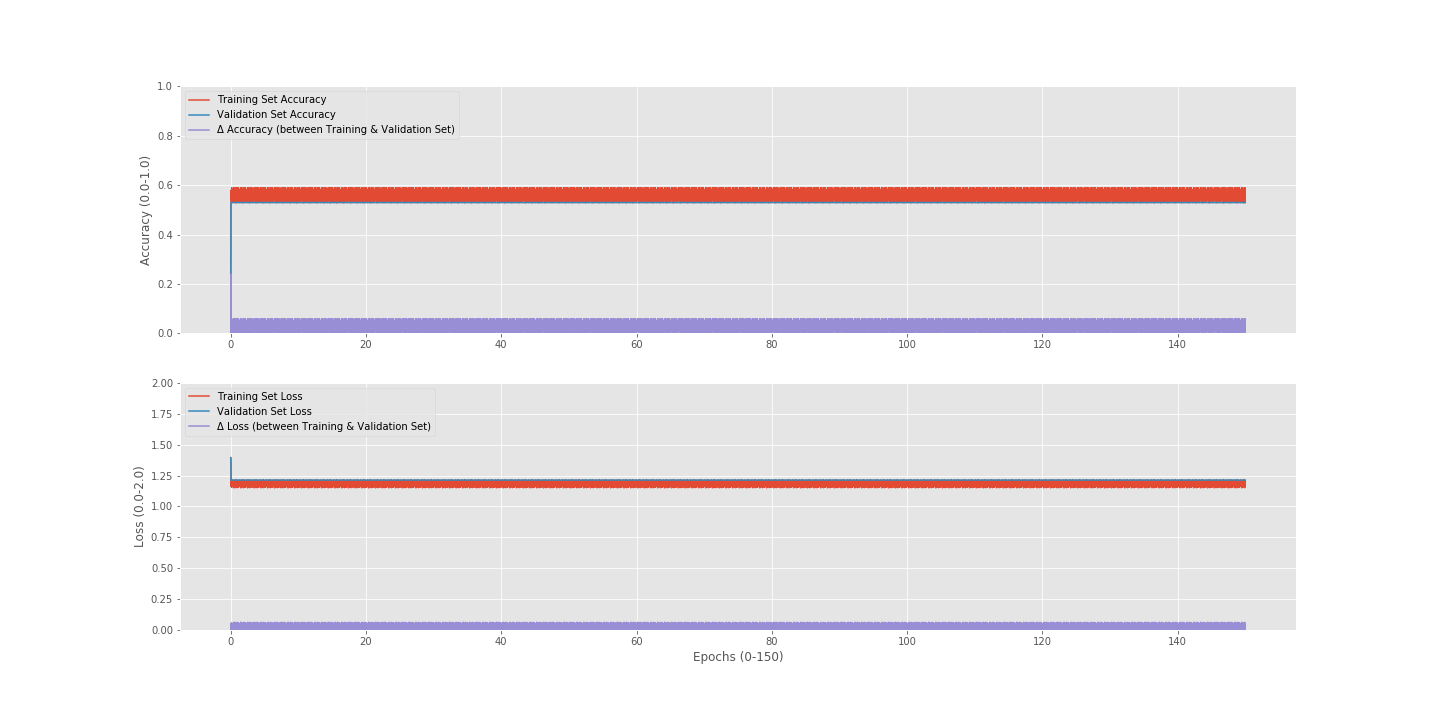 1.0
0.8
0.6
0.4
0.2
0.0
Accuracy (0.0-1.0)
Training Set Accuracy
Validation Set Accuracy
Δ Accuracy (between Training & Validation Set)
0 20 40 60 80 100 120 140
2.00
1.75
1.50
1.25
1.00
0.75
0.50
0.25
0.00
Loss (0.0-2.0)
Training Set Loss
Validation Set Loss
Δ Loss (between Training & Validation Set)
0 20 40 60 80 100 120 140
Epochs (0-150)